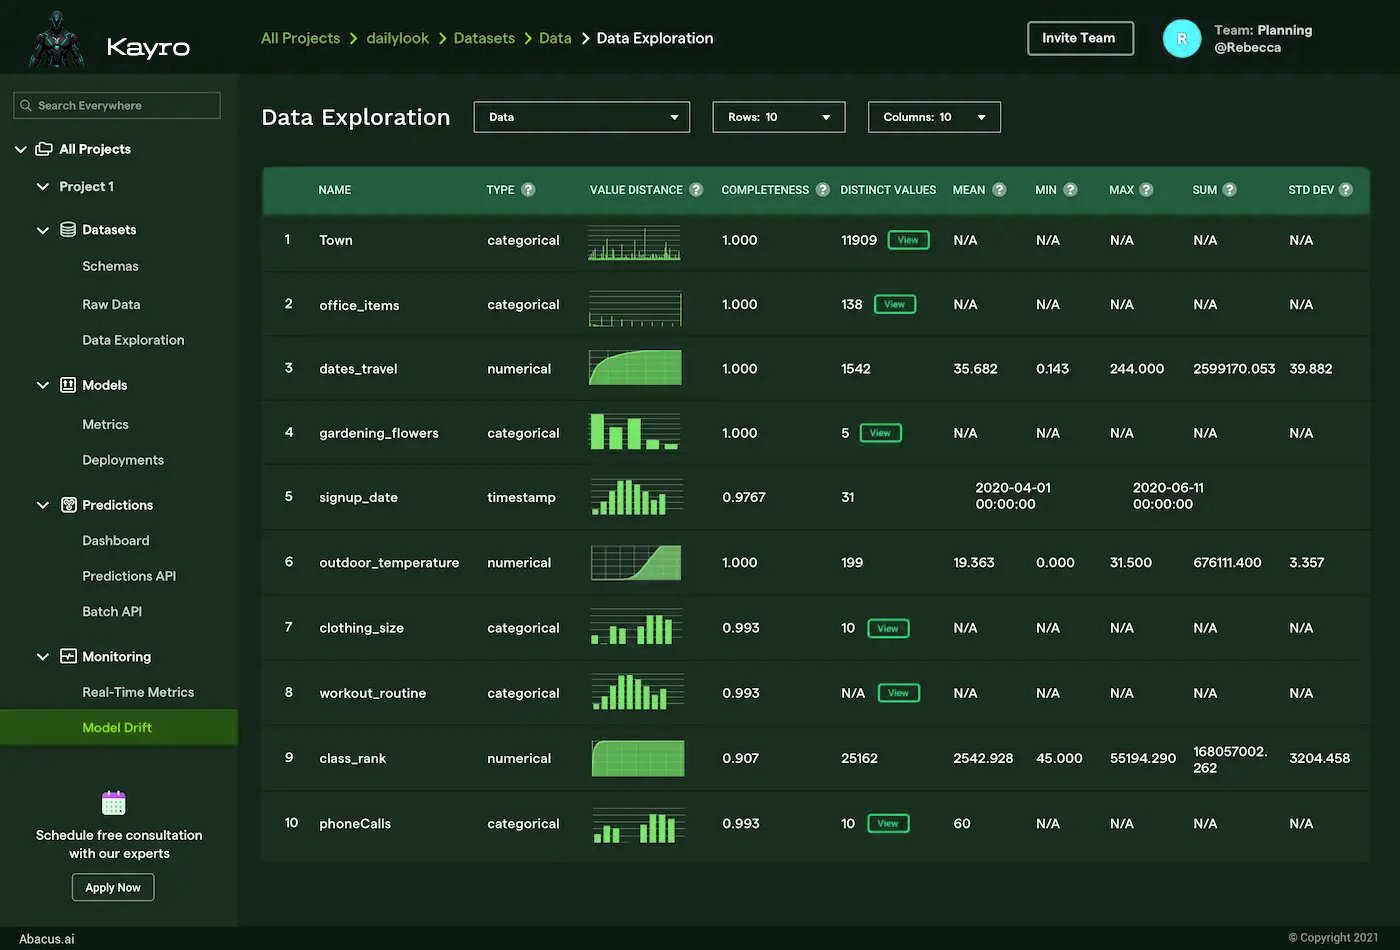 Kayro
All Projects > dailylook > Datasets > Data > Data Exploration
Invite Team
R
Team: Planning
@Rebecca
Search Everywhere
All Projects
Project 1
Datasets
Schemas
Raw Data
Data Exploration
Models
Metrics
Deployments
Predictions
Dashboard
Predictions API
Batch API
Monitoring
Real-Time Metrics
Model Drift
Schedule free consultation
with our experts
Apply Now
Data Exploration
Data
Rows: 10
Columns: 10
NAME TYPE ? VALUE DISTANCE ? COMPLETENESS ? DISTINCT VALUES MEAN ? MIN ? MAX ? SUM ? STD DEV ?
1 Town categorical 1.000 11909 View N/A N/A N/A N/A N/A
2 office_items categorical 1.000 138 View N/A N/A N/A N/A N/A
3 dates_travel numerical 1.000 1542 35.682 0.143 244.000 2599170.053 39.882
4 gardening_flowers categorical 1.000 5 View N/A N/A N/A N/A N/A
5 signup_date timestamp 0.9767 31 2020-04-01 00:00:00 2020-06-11 00:00:00
6 outdoor_temperature numerical 1.000 199 19.363 0.000 31.500 676111.400 3.357
7 clothing_size categorical 0.993 10 View N/A N/A N/A N/A N/A
8 workout_routine categorical 0.993 N/A View N/A N/A N/A N/A N/A
9 class_rank numerical 0.907 25162 2542.928 45.000 55194.290 168057002.262 3204.458
10 phoneCalls categorical 0.993 10 View 60 N/A N/A N/A N/A
Abacus.ai
© Copyright 2021